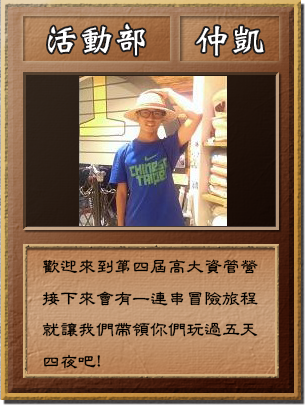 活動部 仲凱
CHINESE
TAIPEI
歡迎來到第四屆高大資管營
接下來會有一連串冒險旅程
就讓我們帶領你們玩過五天
四夜吧!